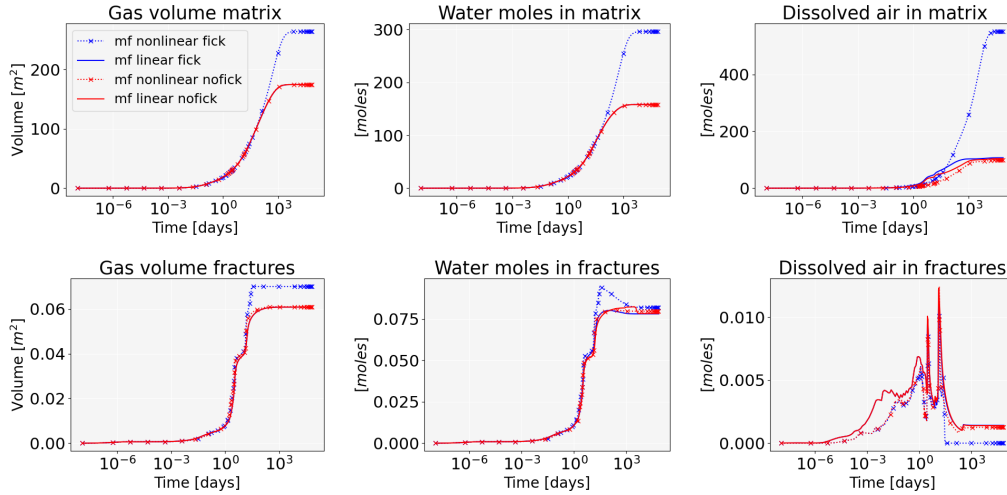 Gas volume matrix
Volume [m²]
200
100
0
mf nonlinear fick
mf linear fick
mf nonlinear nofick
mf linear nofick
10⁻⁶ 10⁻³ 10⁰ 10³
Time [days]
Water moles in matrix
[moles]
300
200
100
0
10⁻⁶ 10⁻³ 10⁰ 10³
Time [days]
Dissolved air in matrix
[moles]
400
200
0
10⁻⁶ 10⁻³ 10⁰ 10³
Time [days]
Gas volume fractures
Volume [m²]
0.06
0.04
0.02
0.00
10⁻⁶ 10⁻³ 10⁰ 10³
Time [days]
Water moles in fractures
[moles]
0.075
0.050
0.025
0.000
10⁻⁶ 10⁻³ 10⁰ 10³
Time [days]
Dissolved air in fractures
[moles]
0.010
0.005
0.000
10⁻⁶ 10⁻³ 10⁰ 10³
Time [days]